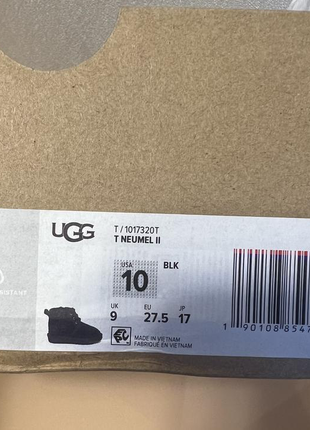 UGG
T / 1017320T
T NEUMEL II
USA
10
BLK
UK EU JP
9 27.5 17
MADE IN VIETNAM
FABRIQUÉ EN VIETNAM
1 90108 8547